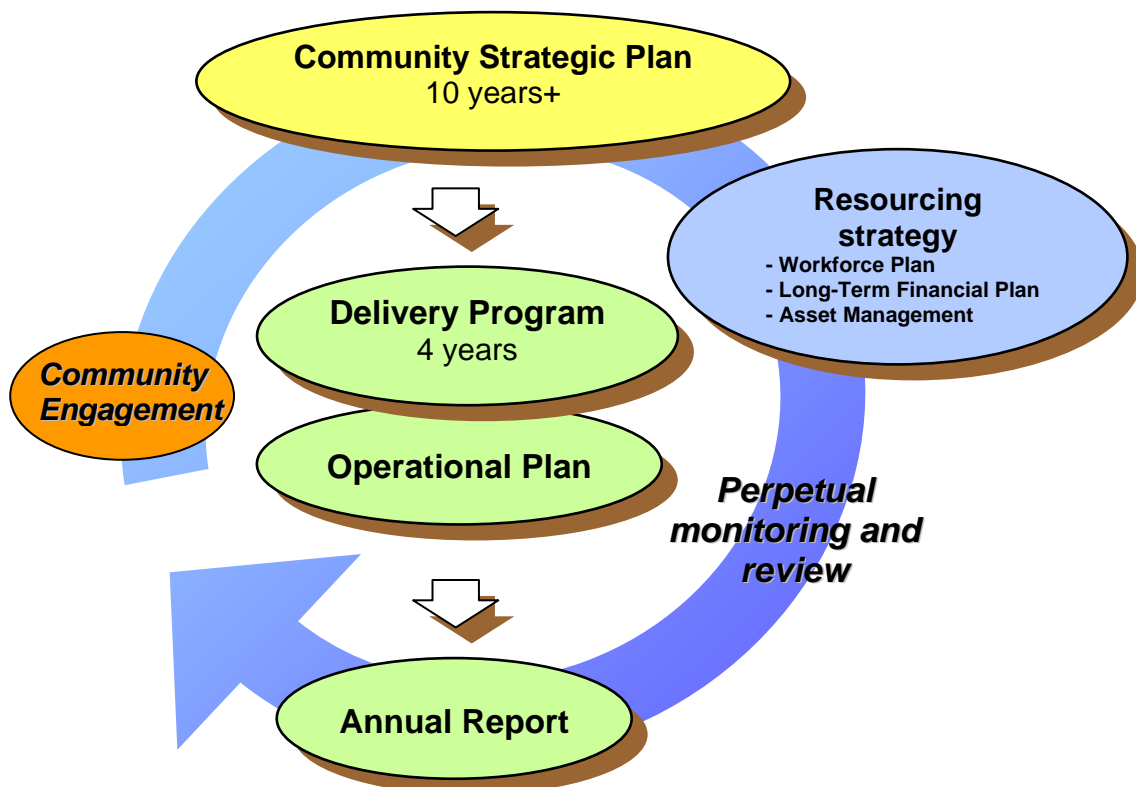 Community Strategic Plan
10 years+
Resourcing
strategy
- Workforce Plan
- Long-Term Financial Plan
- Asset Management
Delivery Program
4 years
Community
Engagement
Operational Plan
Perpetual
monitoring and
review
Annual Report